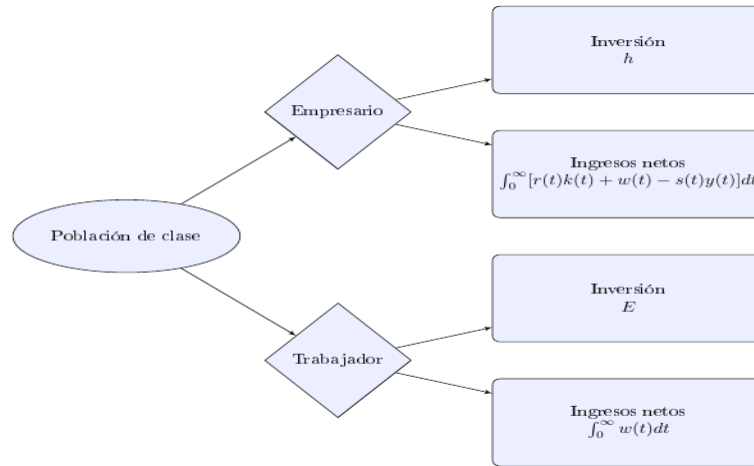 Inversión
h
Empresario
Ingresos netos
∫₀^∞[r(t)k(t) + w(t) − s(t)y(t)]dt
Población de clase
Inversión
E
Trabajador
Ingresos netos
∫₀^∞ w(t)dt